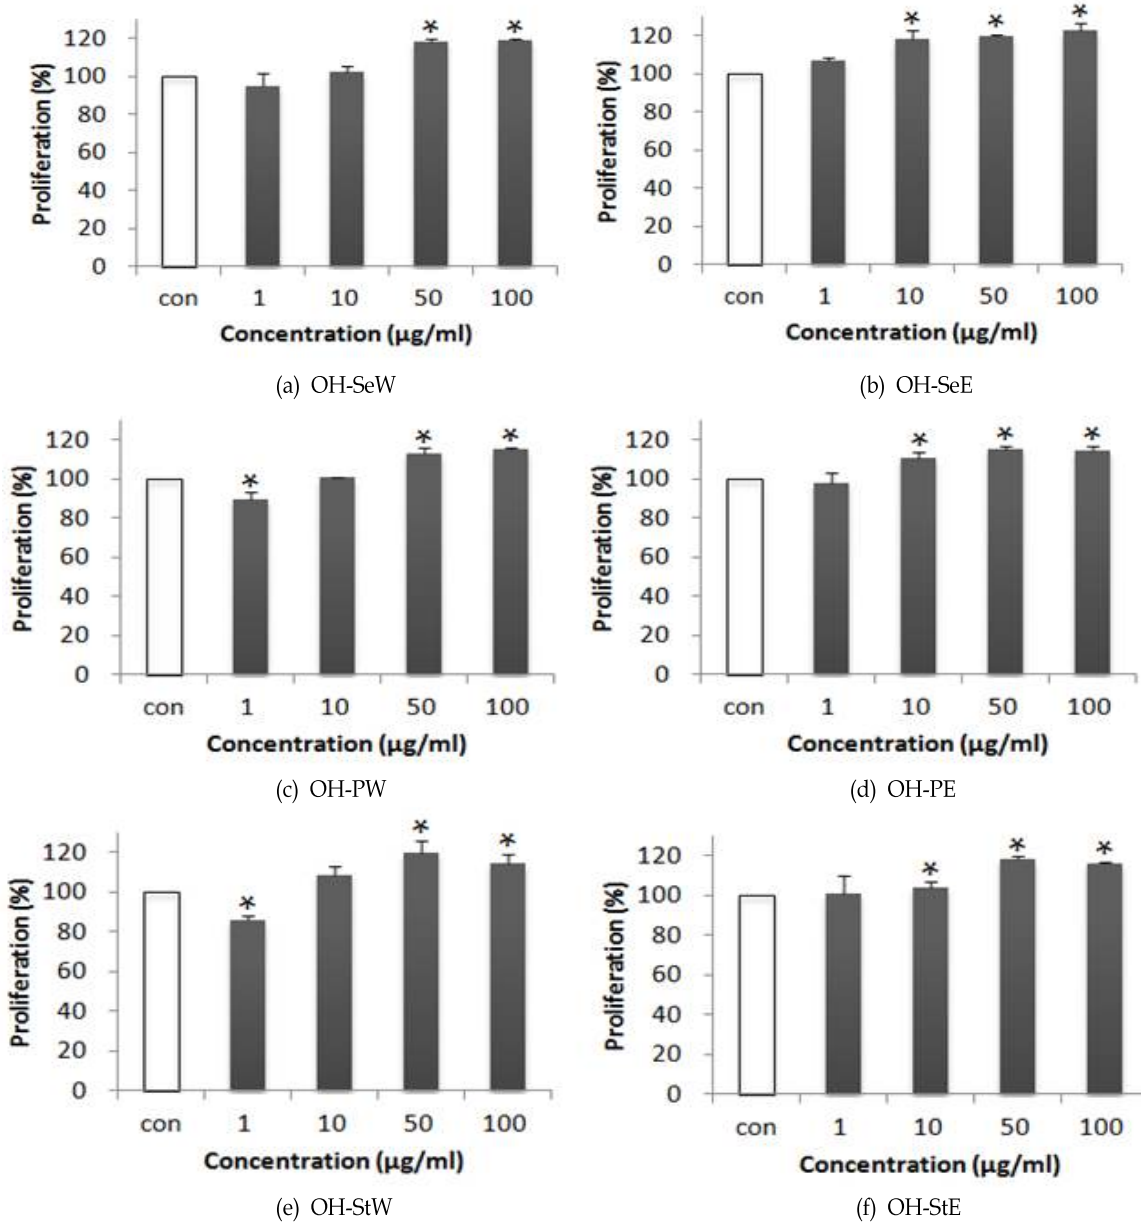 Proliferation (%)
120
100
80
60
40
20
0
* *
con 1 10 50 100
Concentration (µg/ml)
(a) OH-SeW
Proliferation (%)
120
100
80
60
40
20
0
* * *
con 1 10 50 100
Concentration (µg/ml)
(b) OH-SeE
Proliferation (%)
120
100
80
60
40
20
0
* * *
con 1 10 50 100
Concentration (µg/ml)
(c) OH-PW
Proliferation (%)
120
100
80
60
40
20
0
* * *
con 1 10 50 100
Concentration (µg/ml)
(d) OH-PE
Proliferation (%)
120
100
80
60
40
20
0
* * *
con 1 10 50 100
Concentration (µg/ml)
(e) OH-StW
Proliferation (%)
120
100
80
60
40
20
0
* * *
con 1 10 50 100
Concentration (µg/ml)
(f) OH-StE